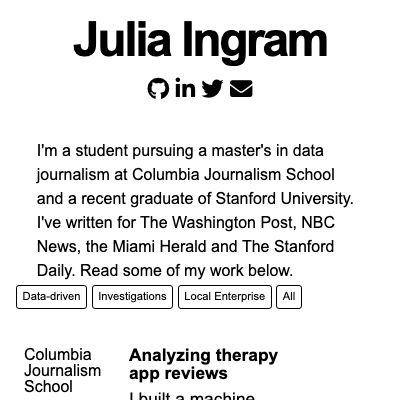 Julia Ingram
I'm a student pursuing a master's in data
journalism at Columbia Journalism School
and a recent graduate of Stanford University.
I've written for The Washington Post, NBC
News, the Miami Herald and The Stanford
Daily. Read some of my work below.
Data-driven Investigations Local Enterprise All
Columbia
Journalism
School
Analyzing therapy
app reviews
I built a machine